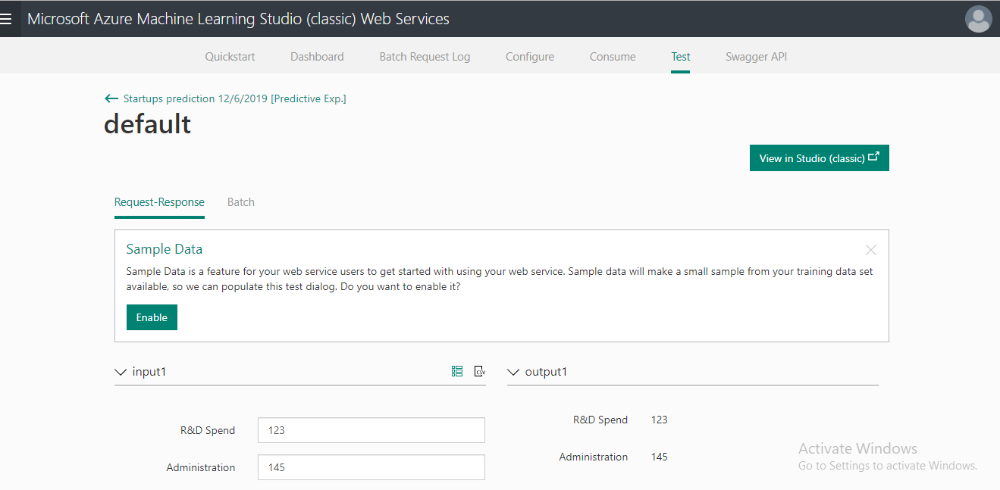 Microsoft Azure Machine Learning Studio (classic) Web Services
Quickstart Dashboard Batch Request Log Configure Consume Test Swagger API
Startups prediction 12/6/2019 [Predictive Exp.]
default
View in Studio (classic)
Request-Response Batch
Sample Data
Sample Data is a feature for your web service users to get started with using your web service. Sample data will make a small sample from your training data set
available, so we can populate this test dialog. Do you want to enable it?
Enable
input1 CSV
output1
R&D Spend 123
Administration 145
R&D Spend 123
Administration 145
Activate Windows
Go to Settings to activate Windows.